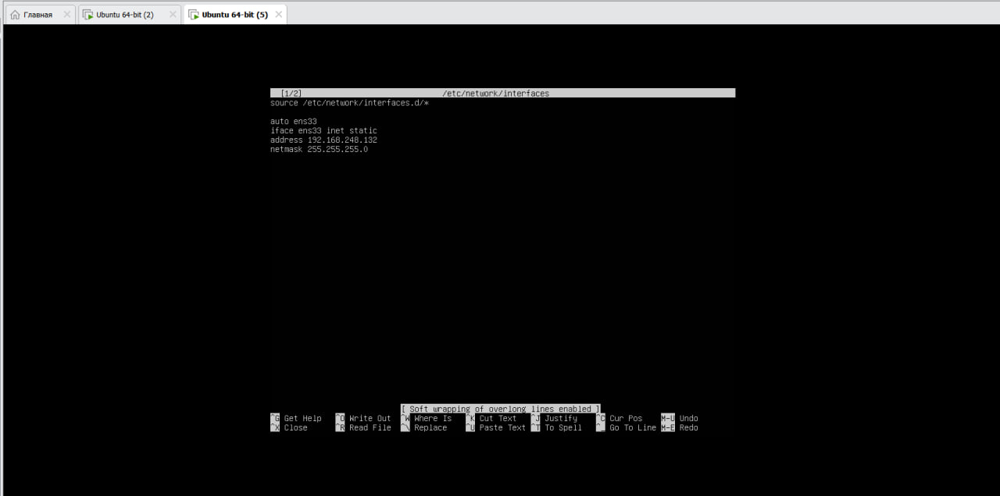 Главная
Ubuntu 64-bit (2)
Ubuntu 64-bit (5)
[1/2] /etc/network/interfaces
source /etc/network/interfaces.d/*
auto ens33
iface ens33 inet static
address 192.168.248.132
netmask 255.255.255.0
[ Soft wrapping of overlong lines enabled ]
^G Get Help ^O Write Out ^W Where Is ^K Cut Text ^J Justify ^C Cur Pos M-U Undo
^X Close ^R Read File ^\ Replace ^U Paste Text ^T To Spell ^_ Go To Line M-E Redo